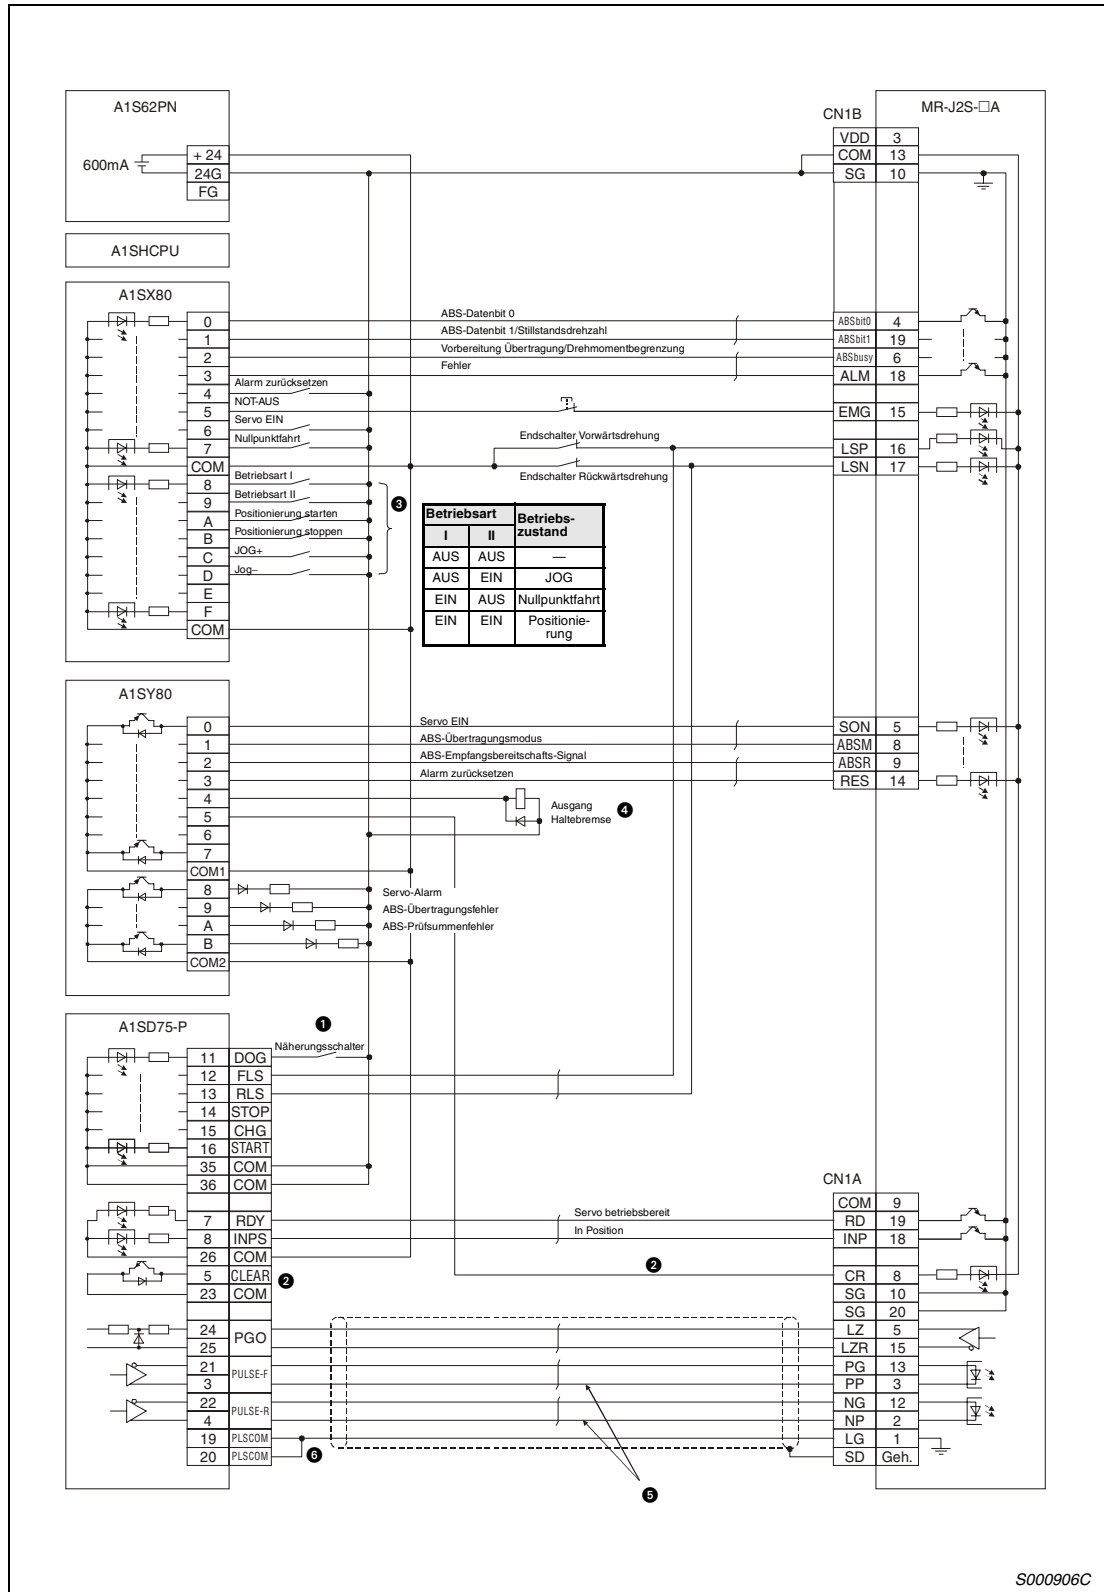 A1S62PN
600mA
+ 24
24G
FG
A1SHCPU
A1SX80
0
1
2
3
4
5
6
7
COM
8
9
A
B
C
D
E
F
COM
ABS-Datenbit 0
ABS-Datenbit 1/Stillstandsdrehzahl
Vorbereitung Übertragung/Drehmomentbegrenzung
Fehler
Alarm zurücksetzen
NOT-AUS
Servo EIN
Nullpunktfahrt
Betriebsart I
Betriebsart II
Positionierung starten
Positionierung stoppen
JOG+
Jog–
Endschalter Vorwärtsdrehung
Endschalter Rückwärtsdrehung
❸
Betriebsart Betriebs-
zustand
I II
AUS AUS —
AUS EIN JOG
EIN AUS Nullpunktfahrt
EIN EIN Positionie-
rung
A1SY80
0
1
2
3
4
5
6
7
COM1
8
9
A
B
COM2
Servo EIN
ABS-Übertragungsmodus
ABS-Empfangsbereitschafts-Signal
Alarm zurücksetzen
Ausgang
Haltebremse
❹
Servo-Alarm
ABS-Übertragungsfehler
ABS-Prüfsummenfehler
A1SD75-P
❶
Näherungsschalter
11 DOG
12 FLS
13 RLS
14 STOP
15 CHG
16 START
35 COM
36 COM
7 RDY
8 INPS
26 COM
5 CLEAR
❷
23 COM
24
25
PGO
21
3
PULSE-F
22
4
PULSE-R
19 PLSCOM
20 PLSCOM
❻
Servo betriebsbereit
In Position
❷
❺
MR-J2S-□A
CN1B
VDD 3
COM 13
SG 10
ABSbit0 4
ABSbit1 19
ABSbusy 6
ALM 18
EMG 15
LSP 16
LSN 17
SON 5
ABSM 8
ABSR 9
RES 14
CN1A
COM 9
RD 19
INP 18
CR 8
SG 10
SG 20
LZ 5
LZR 15
PG 13
PP 3
NG 12
NP 2
LG 1
SD Geh.
S000906C